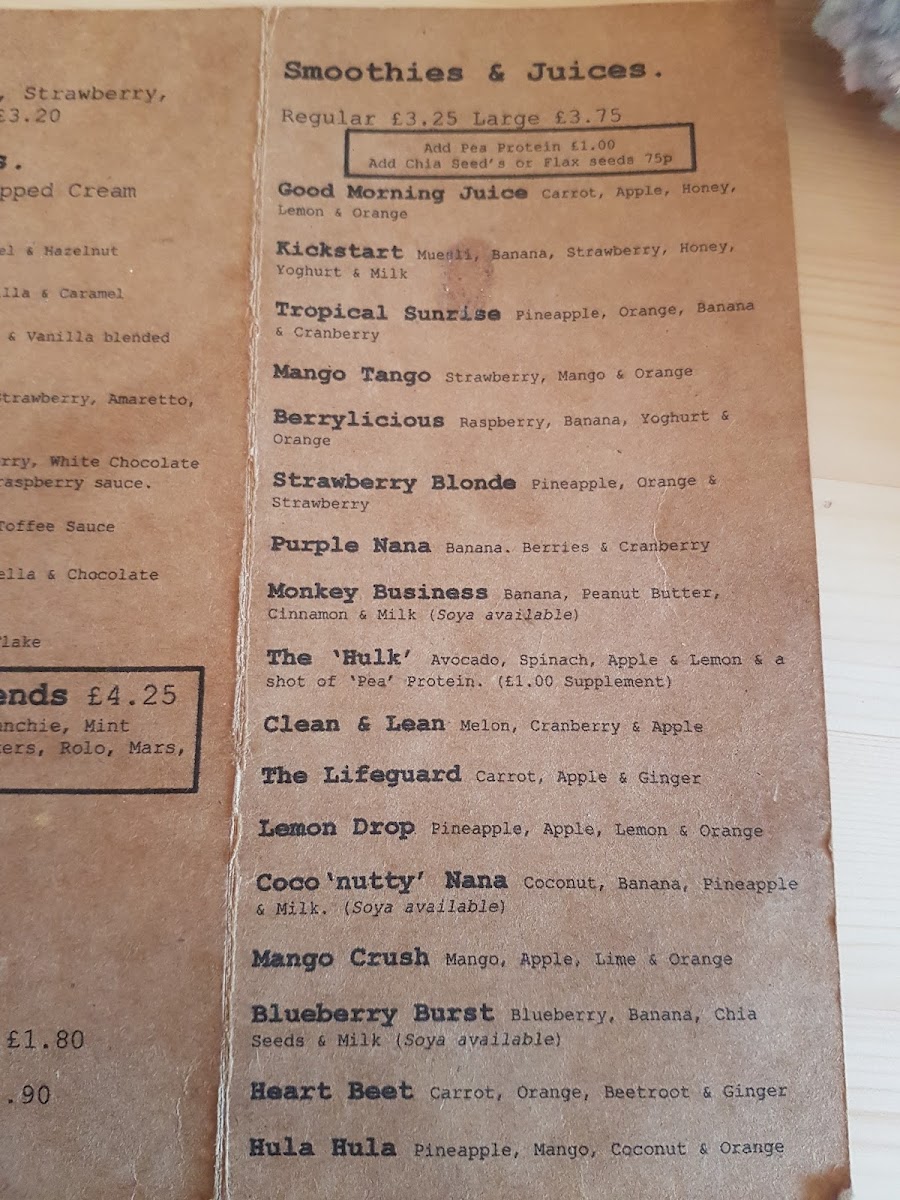 , Strawberry,
£3.20
s.
pped Cream
el & Hazelnut
lla & Caramel
& Vanilla blended
Strawberry, Amaretto,
rry, White Chocolate
raspberry sauce.
Toffee Sauce
ella & Chocolate
lake
ends £4.25
nchie, Mint
ters, Rolo, Mars,
£1.80
.90
Smoothies & Juices.
Regular £3.25 Large £3.75
Add Pea Protein £1.00
Add Chia Seed's or Flax seeds 75p
Good Morning Juice Carrot, Apple, Honey,
Lemon & Orange
Kickstart Muesli, Banana, Strawberry, Honey,
Yoghurt & Milk
Tropical Sunrise Pineapple, Orange, Banana
& Cranberry
Mango Tango Strawberry, Mango & Orange
Berrylicious Raspberry, Banana, Yoghurt &
Orange
Strawberry Blonde Pineapple, Orange &
Strawberry
Purple Nana Banana. Berries & Cranberry
Monkey Business Banana, Peanut Butter,
Cinnamon & Milk (Soya available)
The 'Hulk' Avocado, Spinach, Apple & Lemon & a
shot of 'Pea' Protein. (£1.00 Supplement)
Clean & Lean Melon, Cranberry & Apple
The Lifeguard Carrot, Apple & Ginger
Lemon Drop Pineapple, Apple, Lemon & Orange
Coco 'nutty' Nana Coconut, Banana, Pineapple
& Milk. (Soya available)
Mango Crush Mango, Apple, Lime & Orange
Blueberry Burst Blueberry, Banana, Chia
Seeds & Milk (Soya available)
Heart Beet Carrot, Orange, Beetroot & Ginger
Hula Hula Pineapple, Mango, Coconut & Orange